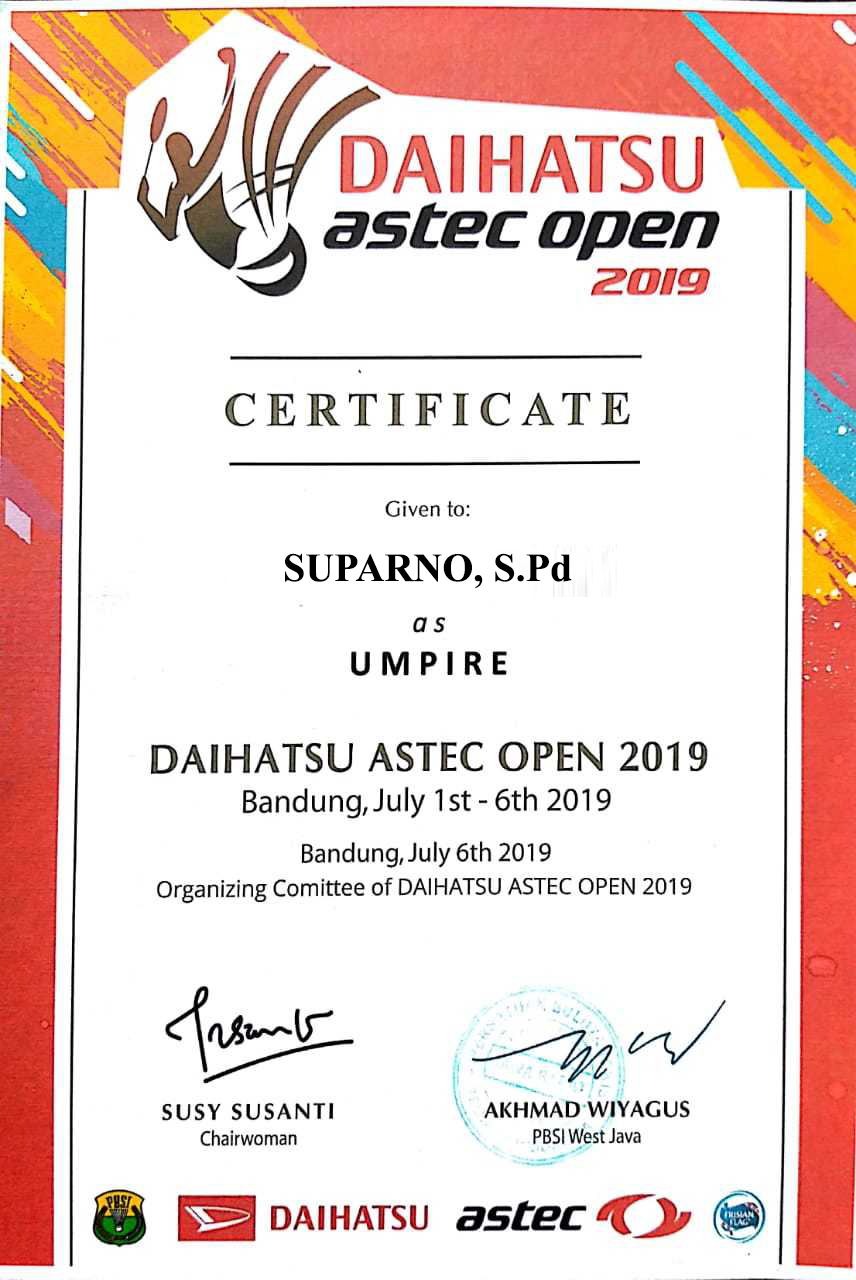 DAIHATSU
astec open
2019
CERTIFICATE
Given to:
SUPARNO, S.Pd
as
UMPIRE
DAIHATSU ASTEC OPEN 2019
Bandung, July 1st - 6th 2019
Bandung, July 6th 2019
Organizing Comittee of DAIHATSU ASTEC OPEN 2019
SUSY SUSANTI
Chairwoman
AKHMAD WIYAGUS
PBSI West Java
PBSI
DAIHATSU
astec
FRISIAN
FLAG